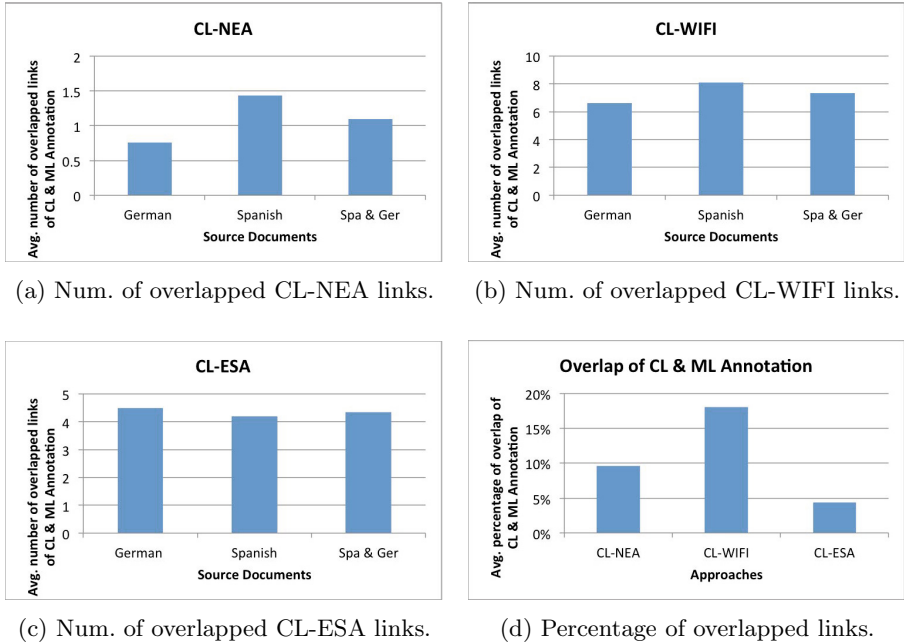 CL-NEA
Avg. number of overlapped links
of CL & ML Annotation
2
1.5
1
0.5
0
German Spanish Spa & Ger
Source Documents
(a) Num. of overlapped CL-NEA links.
CL-WIFI
Avg. number of overlapped links
of CL & ML Annotation
10
8
6
4
2
0
German Spanish Spa & Ger
Source Documents
(b) Num. of overlapped CL-WIFI links.
CL-ESA
Avg. number of overlapped links
of CL & ML Annotation
5
4
3
2
1
0
German Spanish Spa & Ger
Source Documents
(c) Num. of overlapped CL-ESA links.
Overlap of CL & ML Annotation
Avg. percentage of overlap of
CL & ML Annotation
20%
15%
10%
5%
0%
CL-NEA CL-WIFI CL-ESA
Approaches
(d) Percentage of overlapped links.